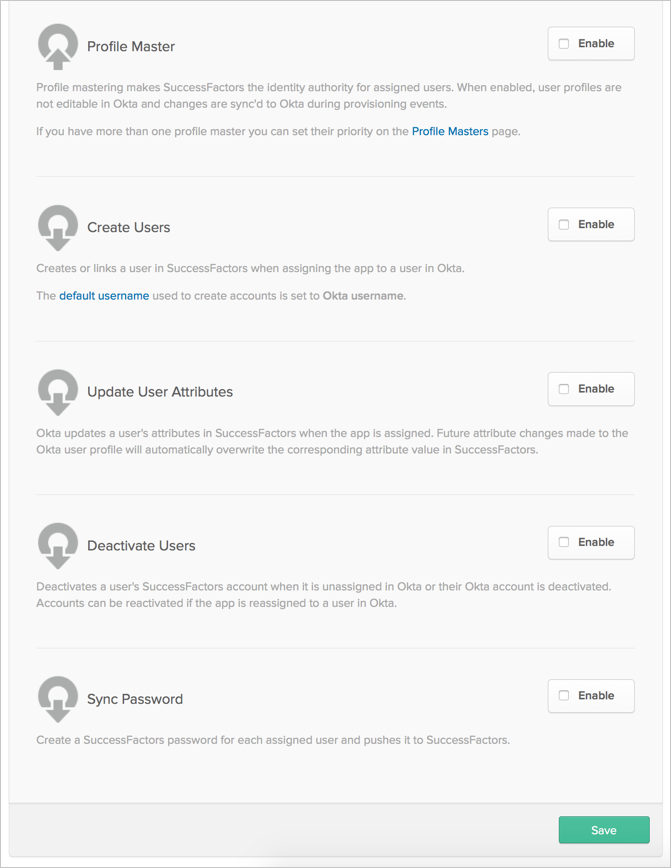 Profile Master
Enable
Profile mastering makes SuccessFactors the identity authority for assigned users. When enabled, user profiles are
not editable in Okta and changes are sync'd to Okta during provisioning events.
If you have more than one profile master you can set their priority on the Profile Masters page.
Create Users
Enable
Creates or links a user in SuccessFactors when assigning the app to a user in Okta.
The default username used to create accounts is set to Okta username.
Update User Attributes
Enable
Okta updates a user's attributes in SuccessFactors when the app is assigned. Future attribute changes made to the
Okta user profile will automatically overwrite the corresponding attribute value in SuccessFactors.
Deactivate Users
Enable
Deactivates a user's SuccessFactors account when it is unassigned in Okta or their Okta account is deactivated.
Accounts can be reactivated if the app is reassigned to a user in Okta.
Sync Password
Enable
Create a SuccessFactors password for each assigned user and pushes it to SuccessFactors.
Save